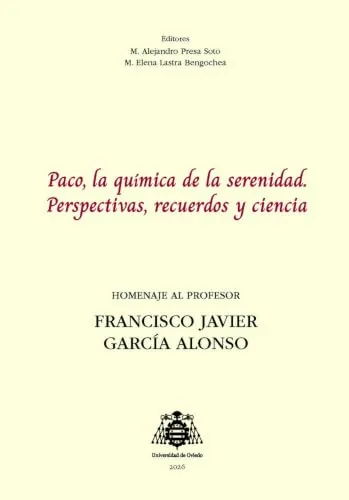 Editores
M. Alejandro Presa Soto
M. Elena Lastra Bengochea
Paco, la química de la serenidad.
Perspectivas, recuerdos y ciencia
HOMENAJE AL PROFESOR
FRANCISCO JAVIER
GARCÍA ALONSO
Universidad de Oviedo
2026